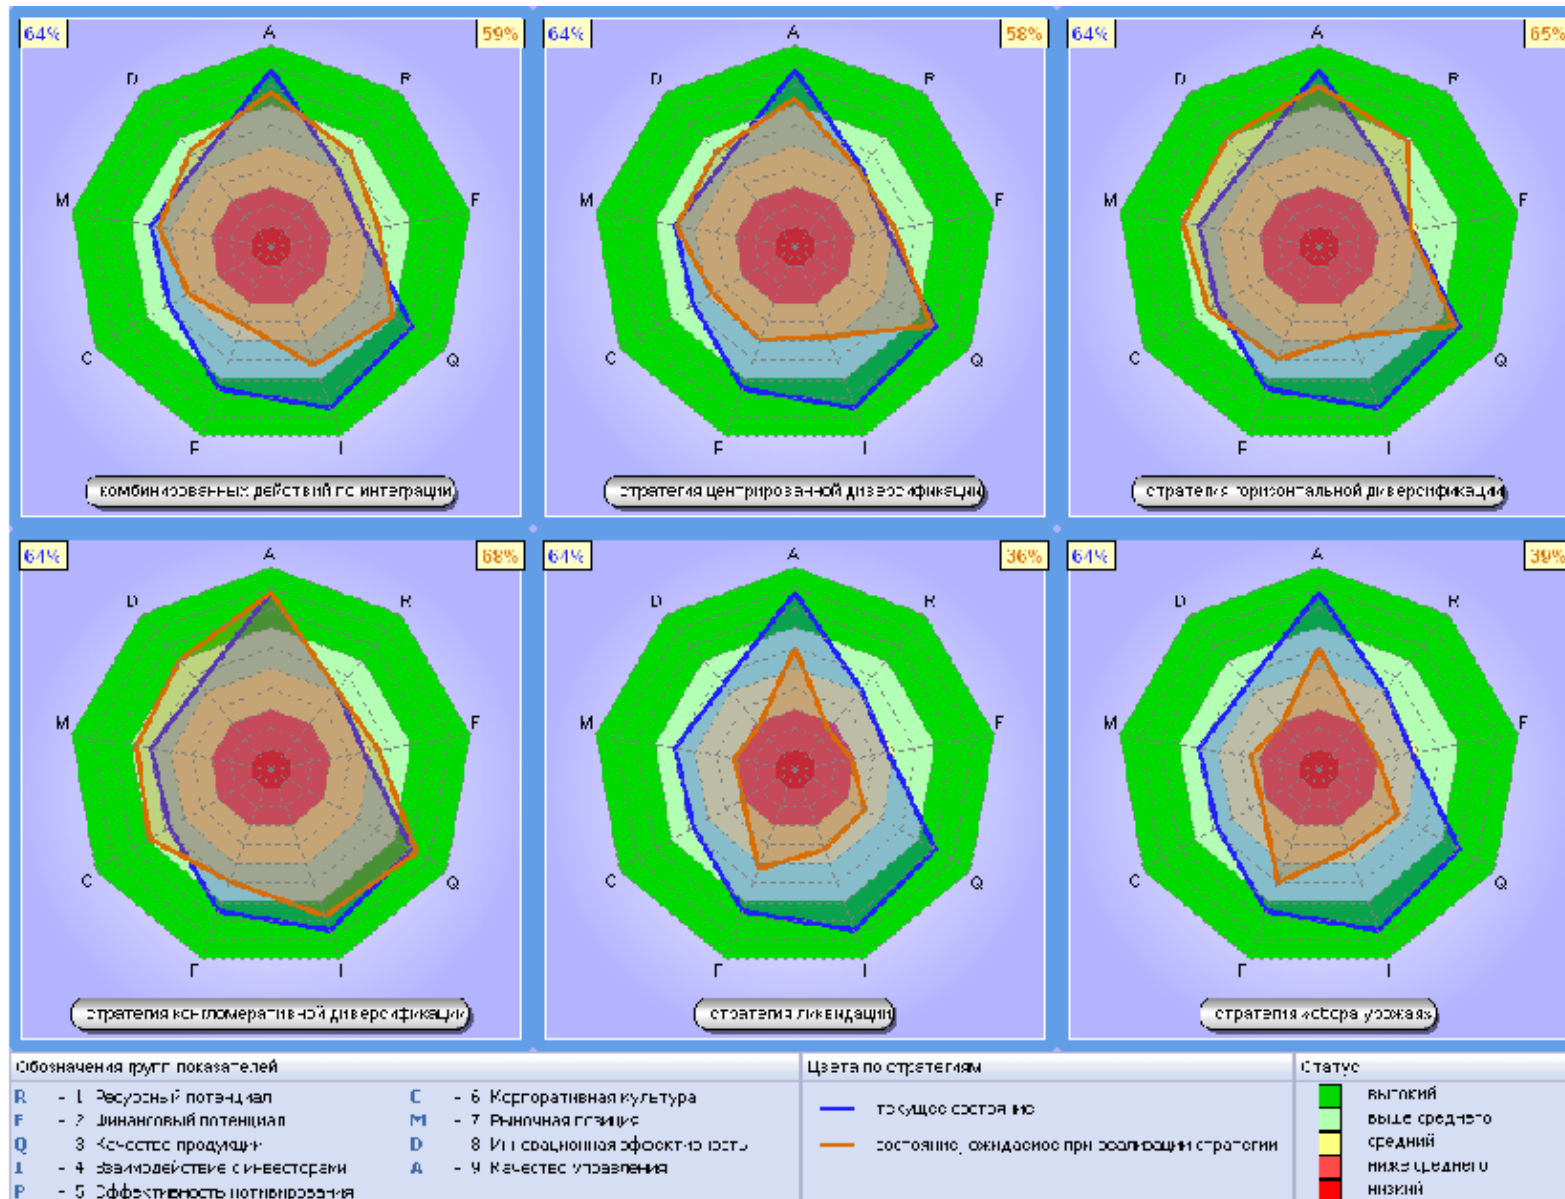 64%
59%
A
D
R
M
F
C
Q
I
комбинированных действий по интеграции
64%
58%
A
D
R
M
F
C
Q
I
стратегия центрированной диверсификации
64%
65%
A
D
R
M
F
C
Q
I
стратегия горизонтальной диверсификации
64%
68%
A
D
R
M
F
C
Q
I
стратегия конгломеративной диверсификации
64%
36%
A
D
R
M
F
C
Q
I
стратегия ликвидации
64%
39%
A
D
R
M
F
C
Q
I
стратегия «сбора урожая»
Обозначения групп показателей
R - 1 Ресурсный потенциал
F - 2 Финансовый потенциал
Q 3 Качество продукции
I - 4 Взаимодействие с инвесторами
P - 5 Эффективность мотивирования
C - 6 Корпоративная культура
M - 7 Рыночная позиция
D 8 Инновационная эффективность
A - 9 Качество управления
Цвета по стратегиям
текущее состояние
состояние, ожидаемое при реализации стратегии
Статус
высокий
выше среднего
средний
ниже среднего
низкий